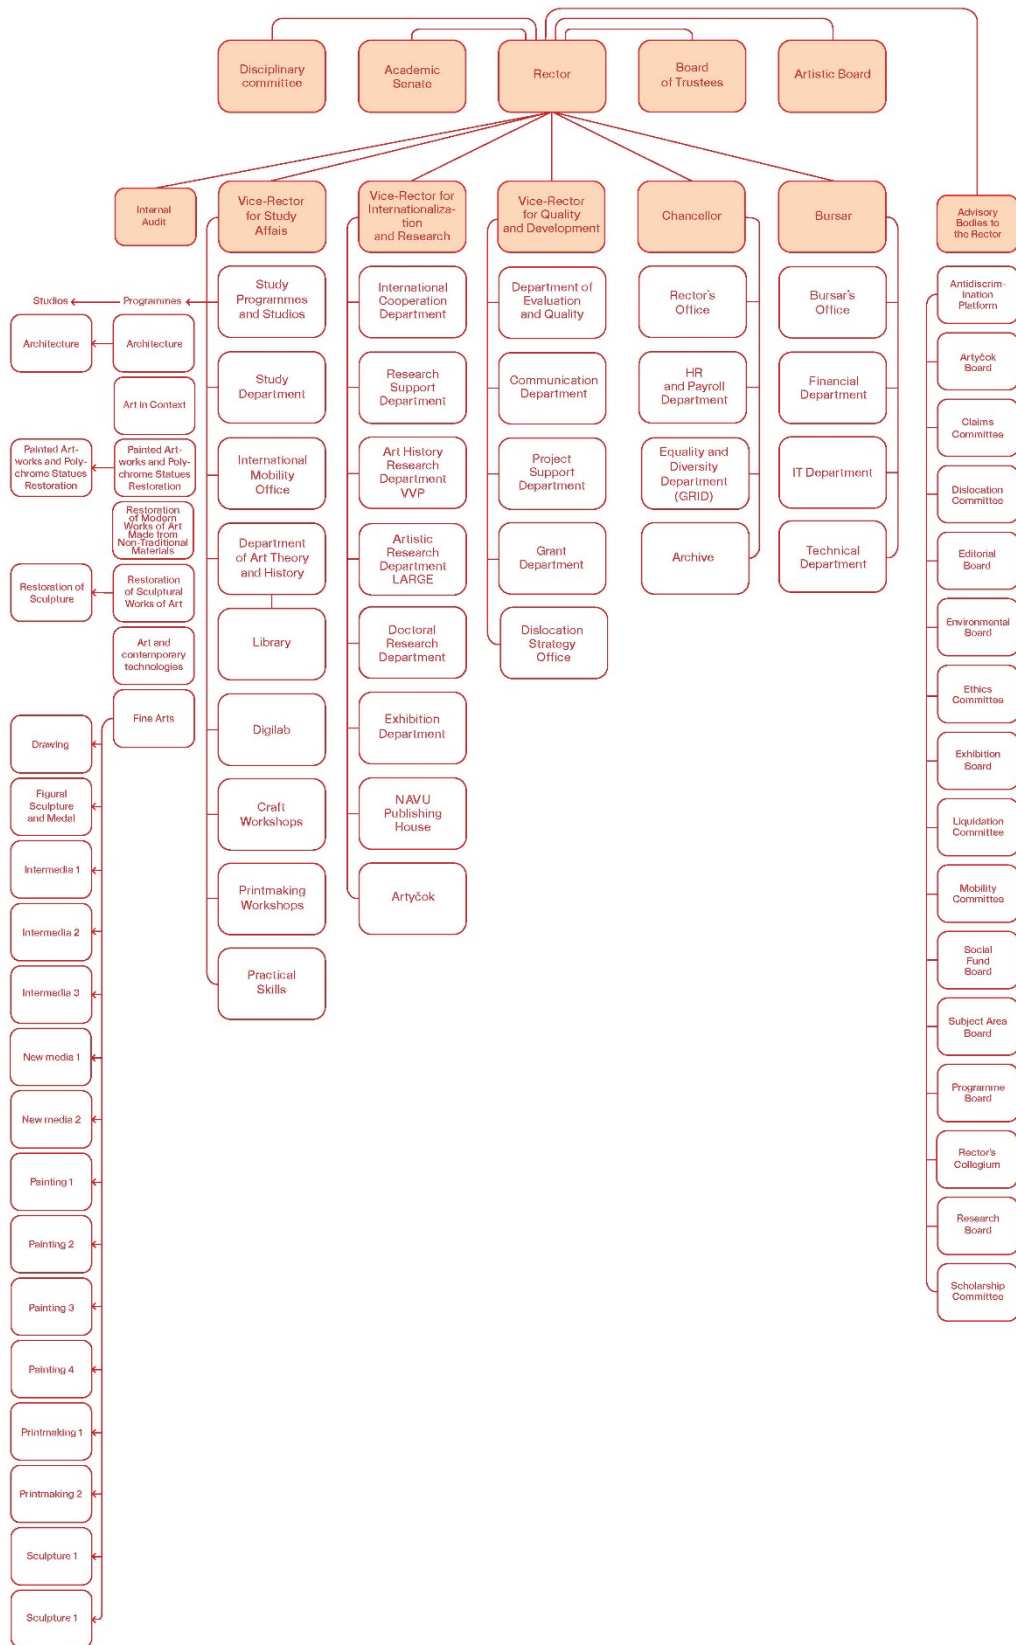 Disciplinary
committee
Academic
Senate
Rector
Board
of Trustees
Artistic Board
Internal
Audit
Vice-Rector
for Study
Affais
Vice-Rector for
Internationaliza-
tion
and Research
Vice-Rector
for Quality
and Development
Chancellor
Bursar
Advisory
Bodies to
the Rector
Studios
Programmes
Study
Programmes
and Studios
Study
Department
International
Mobility
Office
Department
of Art Theory
and History
Library
Digilab
Craft
Workshops
Printmaking
Workshops
Practical
Skills
International
Cooperation
Department
Research
Support
Department
Art History
Research
Department
VVP
Artistic
Research
Department
LARGE
Doctoral
Research
Department
Exhibition
Department
NAVU
Publishing
House
Artyčok
Department of
Evaluation
and Quality
Communication
Department
Project
Support
Department
Grant
Department
Dislocation
Strategy
Office
Rector's
Office
HR
and Payroll
Department
Equality and
Diversity
Department
(GRID)
Archive
Bursar's
Office
Financial
Department
IT Department
Technical
Department
Antidiscrim-
ination
Platform
Artyčok
Board
Claims
Committee
Dislocation
Committee
Editorial
Board
Environmental
Board
Ethics
Committee
Exhibition
Board
Liquidation
Committee
Mobility
Committee
Social
Fund
Board
Subject Area
Board
Programme
Board
Rector's
Collegium
Research
Board
Scholarship
Committee
Architecture
Architecture
Art in Context
Painted Art-
works and Poly-
chrome Statues
Restoration
Painted Art-
works and Poly-
chrome Statues
Restoration
Restoration
of Modern
Works of Art
Made from
Non-Traditional
Materials
Restoration of
Sculpture
Restoration
of Sculptural
Works of Art
Art and
contemporary
technologies
Fine Arts
Drawing
Figural
Sculpture
and Medal
Intermedia 1
Intermedia 2
Intermedia 3
New media 1
New media 2
Painting 1
Painting 2
Painting 3
Painting 4
Printmaking 1
Printmaking 2
Sculpture 1
Sculpture 1